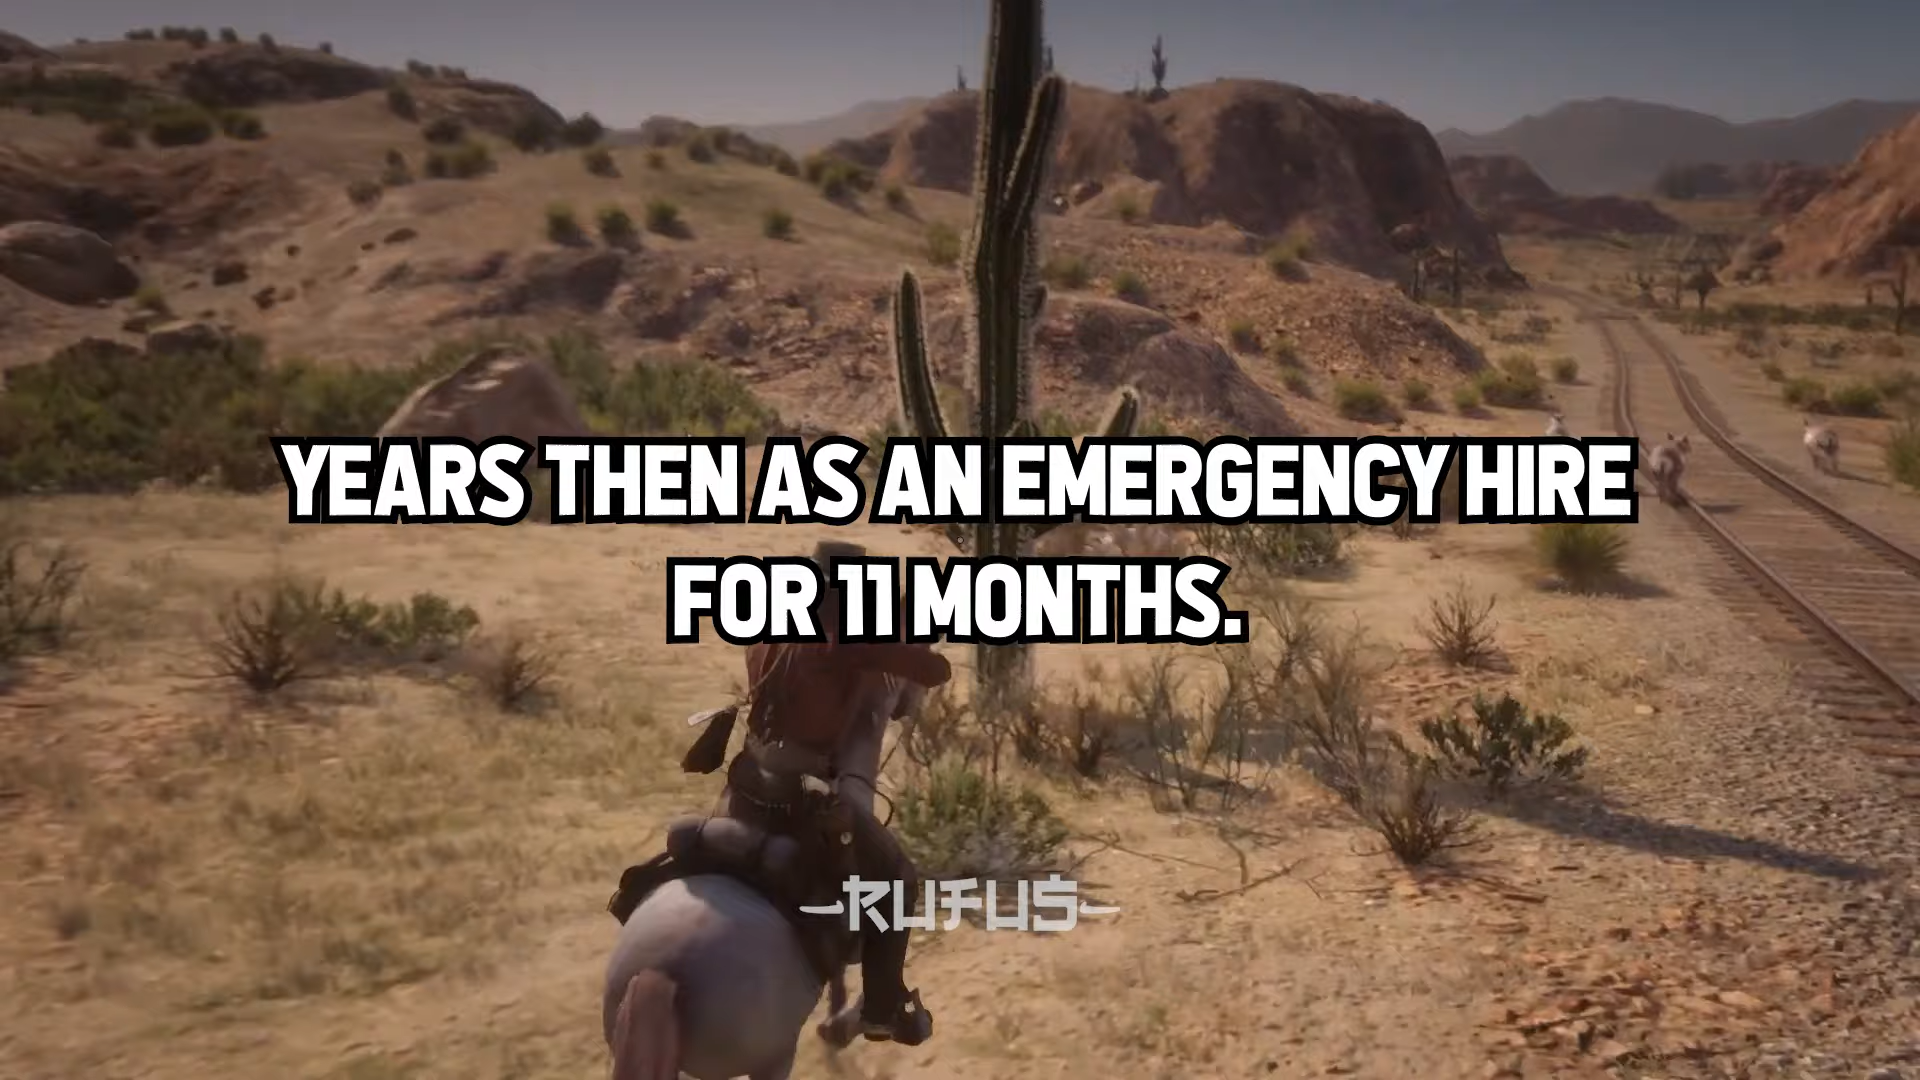 YEARS THEN AS AN EMERGENCY HIRE
FOR 11 MONTHS.
RUFUS